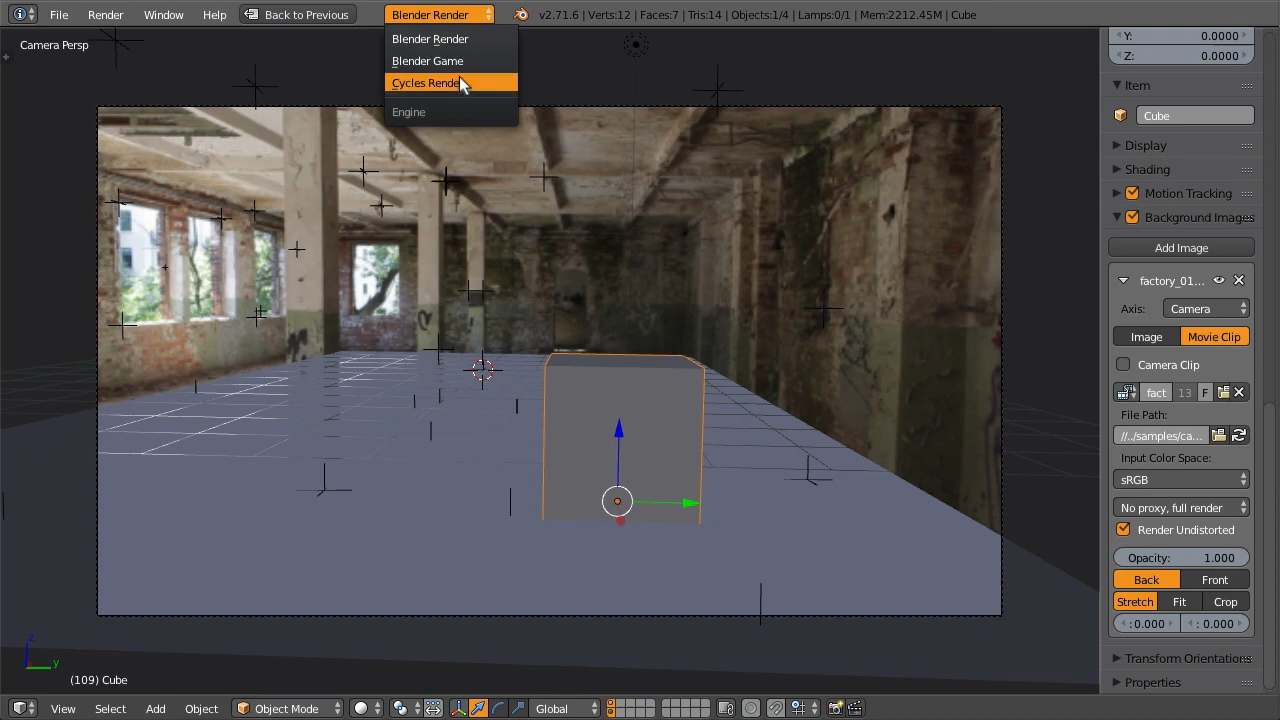 File Render Window Help Back to Previous Blender Render v2.71.6 | Verts:12 | Faces:7 | Tris:14 | Objects:1/4 | Lamps:0/1 | Mem:2212.45M | Cube
Blender Render
Blender Game
Cycles Render
Engine
Camera Persp
(109) Cube
z
y
Y: 0.0000
Z: 0.0000
Item
Cube
Display
Shading
Motion Tracking
Background Images
Add Image
factory_01...
Axis: Camera
Image Movie Clip
Camera Clip
fact 13 F
File Path:
//../samples/ca...
Input Color Space:
sRGB
No proxy, full render
Render Undistorted
Opacity: 1.000
Back Front
Stretch Fit Crop
:0.000 : 0.000
Transform Orientations
Properties
View Select Add Object Object Mode Global